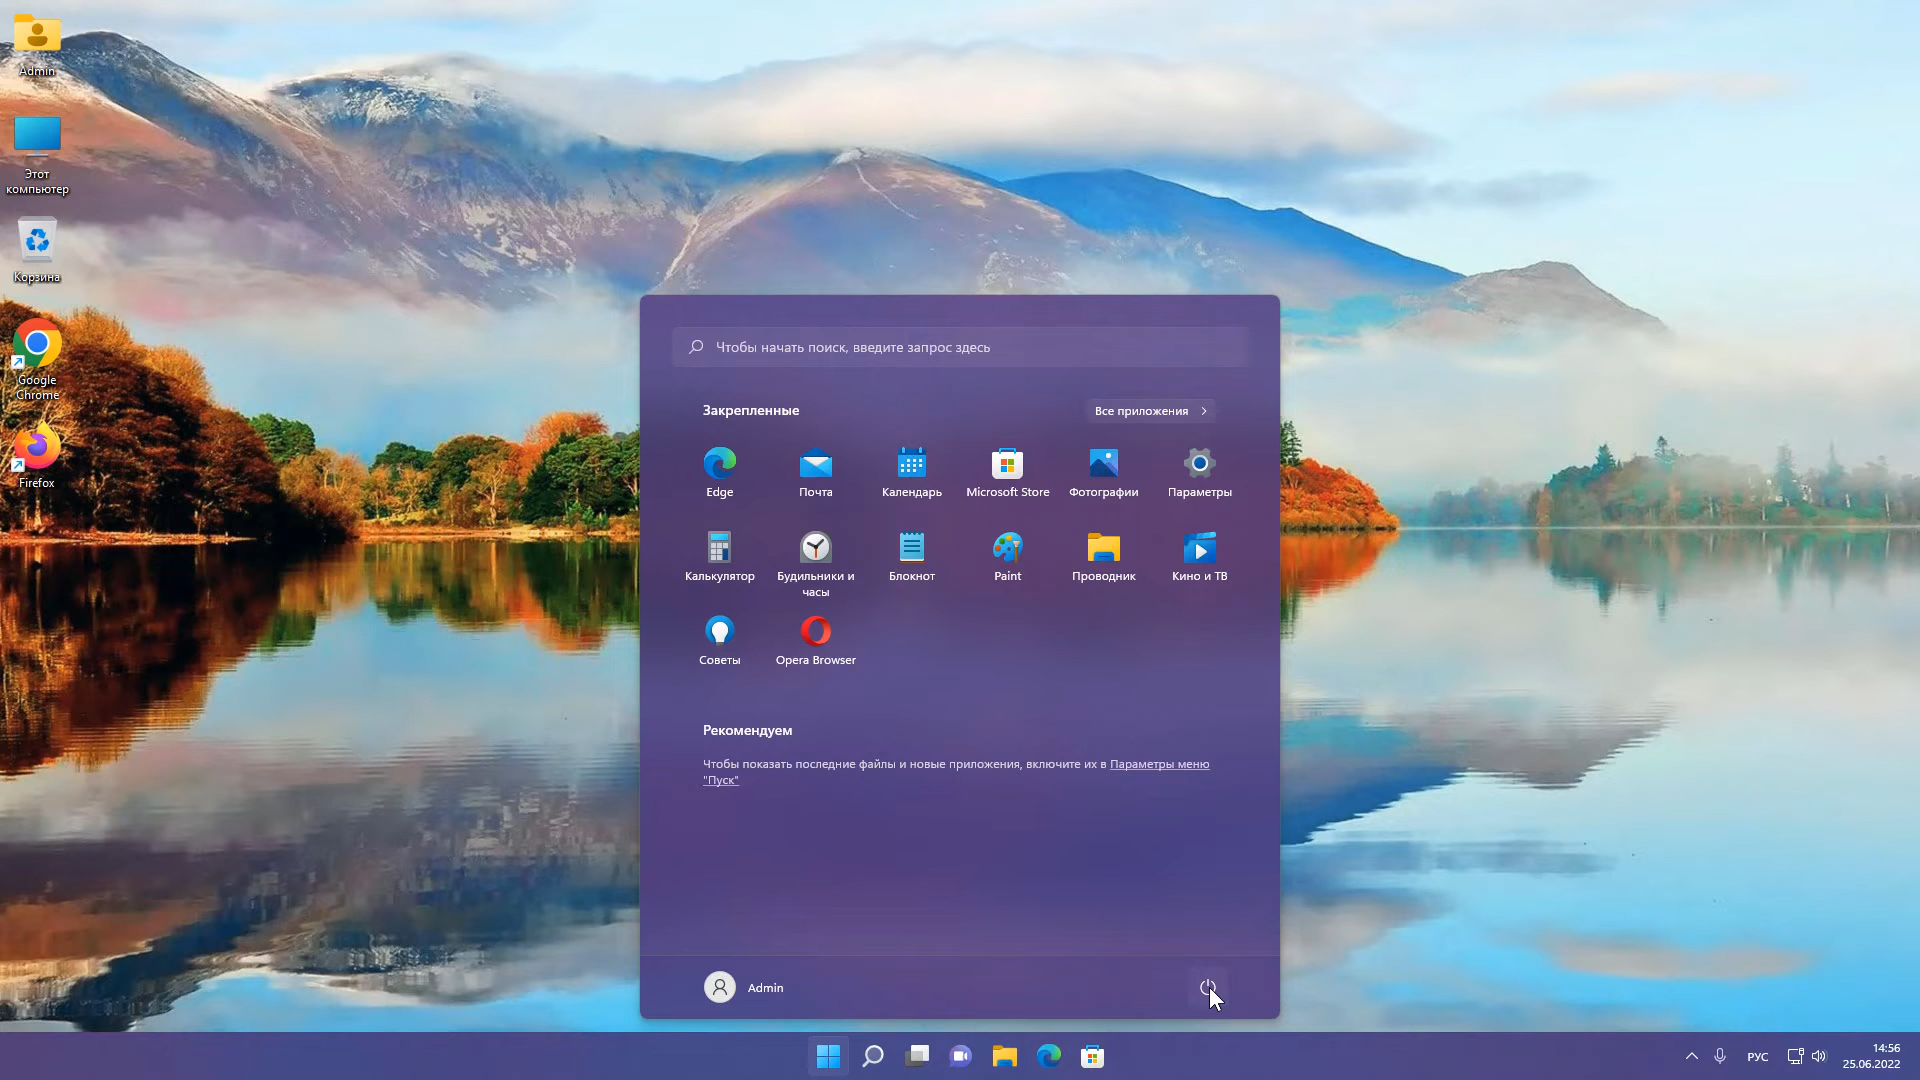 Admin
Этот
компьютер
Корзина
Google
Chrome
Firefox
Чтобы начать поиск, введите запрос здесь
Закрепленные
Все приложения
Edge
Почта
Календарь
Microsoft Store
Фотографии
Параметры
Калькулятор
Будильники и
часы
Блокнот
Paint
Проводник
Кино и ТВ
Советы
Opera Browser
Рекомендуем
Чтобы показать последние файлы и новые приложения, включите их в Параметры меню
"Пуск"
Admin
РУС
14:56
25.06.2022